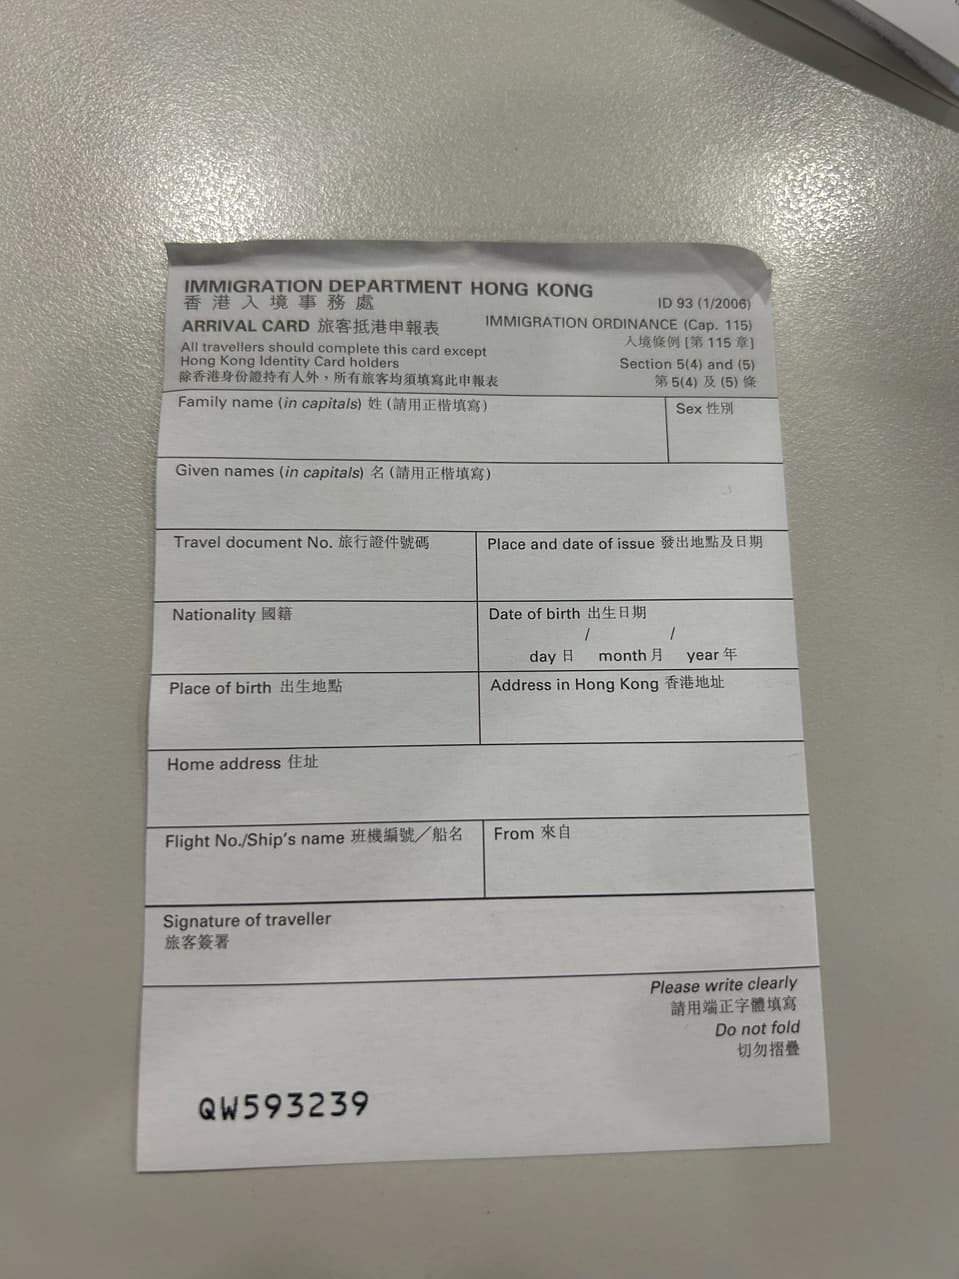 IMMIGRATION DEPARTMENT HONG KONG
香港入境事務處
ID 93 (1/2006)
ARRIVAL CARD 旅客抵港申報表
IMMIGRATION ORDINANCE (Cap. 115)
入境條例 [第 115 章]
All travellers should complete this card except
Hong Kong Identity Card holders
除香港身份證持有人外，所有旅客均須填寫此申報表
Section 5(4) and (5)
第 5(4) 及 (5) 條
Family name (in capitals) 姓 (請用正楷填寫)
Sex 性別
Given names (in capitals) 名 (請用正楷填寫)
Travel document No. 旅行證件號碼
Place and date of issue 發出地點及日期
Nationality 國籍
Date of birth 出生日期
/ /
day 日 month 月 year 年
Place of birth 出生地點
Address in Hong Kong 香港地址
Home address 住址
Flight No./Ship's name 班機編號／船名
From 來自
Signature of traveller
旅客簽署
Please write clearly
請用端正字體填寫
Do not fold
切勿摺疊
QW593239